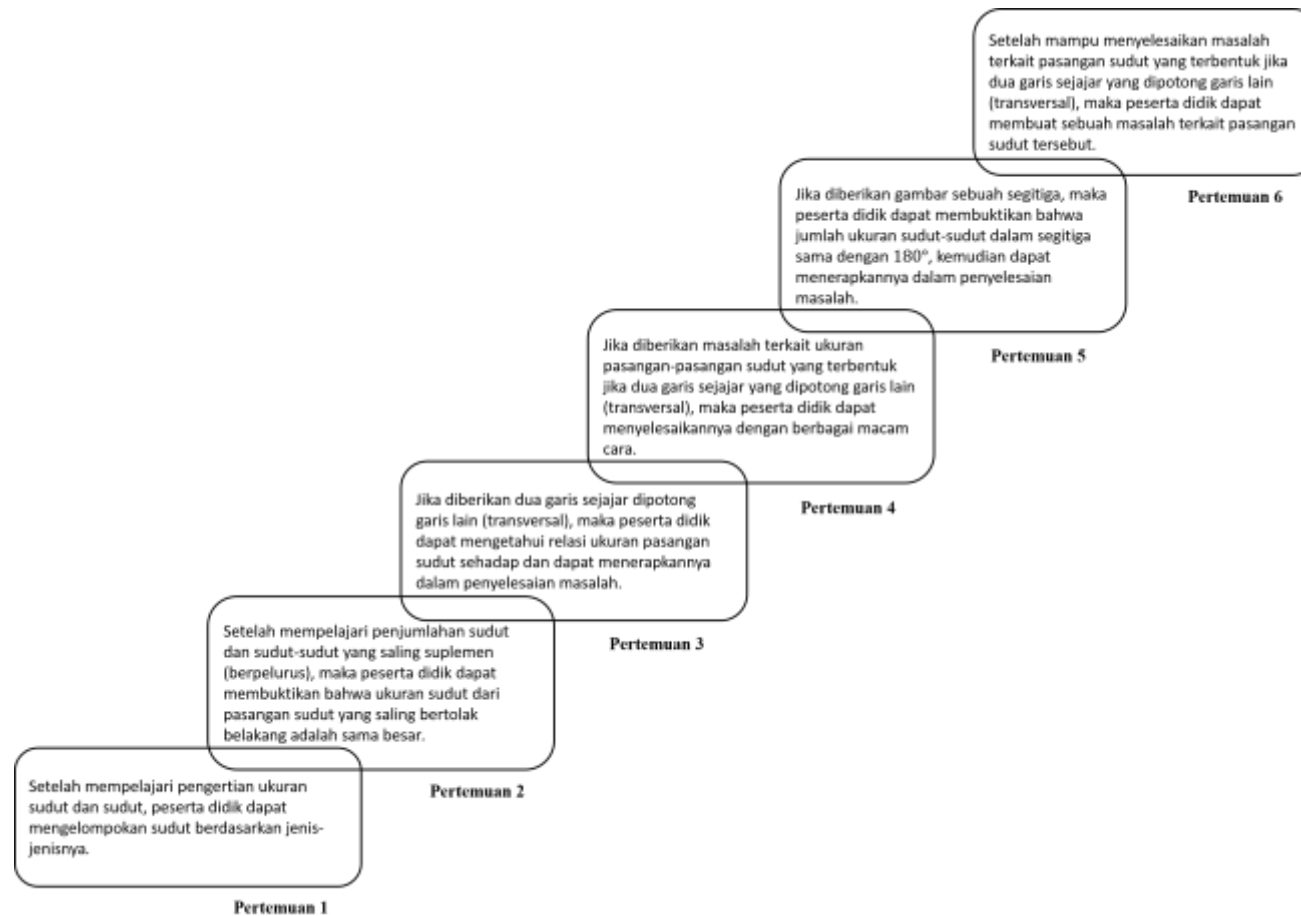 Setelah mampu menyelesaikan masalah
terkait pasangan sudut yang terbentuk jika
dua garis sejajar yang dipotong garis lain
(transversal), maka peserta didik dapat
membuat sebuah masalah terkait pasangan
sudut tersebut.
Pertemuan 6
Jika diberikan gambar sebuah segitiga, maka
peserta didik dapat membuktikan bahwa
jumlah ukuran sudut-sudut dalam segitiga
sama dengan 180°, kemudian dapat
menerapkannya dalam penyelesaian
masalah.
Pertemuan 5
Jika diberikan masalah terkait ukuran
pasangan-pasangan sudut yang terbentuk
jika dua garis sejajar yang dipotong garis lain
(transversal), maka peserta didik dapat
menyelesaikannya dengan berbagai macam
cara.
Pertemuan 4
Jika diberikan dua garis sejajar dipotong
garis lain (transversal), maka peserta didik
dapat mengetahui relasi ukuran pasangan
sudut sehadap dan dapat menerapkannya
dalam penyelesaian masalah.
Pertemuan 3
Setelah mempelajari penjumlahan sudut
dan sudut-sudut yang saling suplemen
(berpelurus), maka peserta didik dapat
membuktikan bahwa ukuran sudut dari
pasangan sudut yang saling bertolak
belakang adalah sama besar.
Pertemuan 2
Setelah mempelajari pengertian ukuran
sudut dan sudut, peserta didik dapat
mengelompokan sudut berdasarkan jenis-
jenisnya.
Pertemuan 1